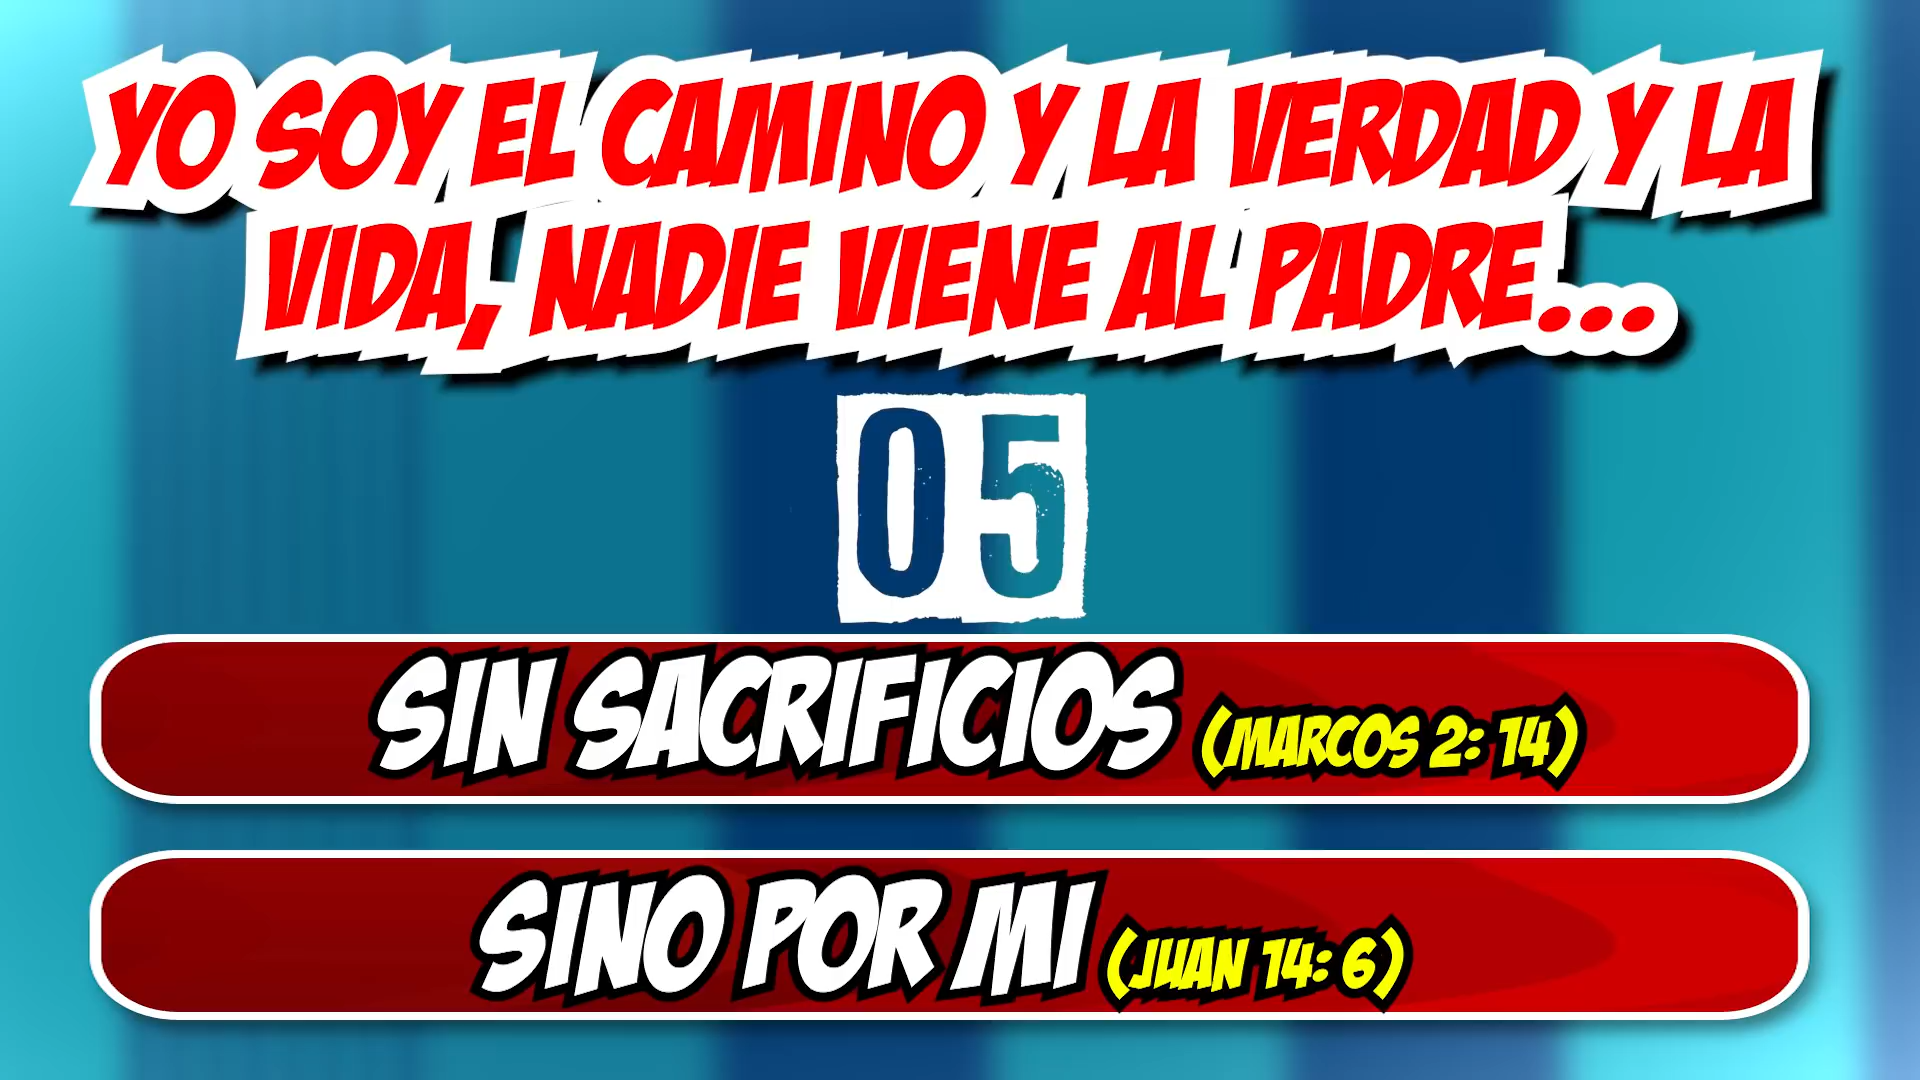 YO SOY EL CAMINO Y LA VERDAD Y LA
VIDA, NADIE VIENE AL PADRE...
05
SIN SACRIFICIOS (MARCOS 2: 14)
SINO POR MI (JUAN 14: 6)